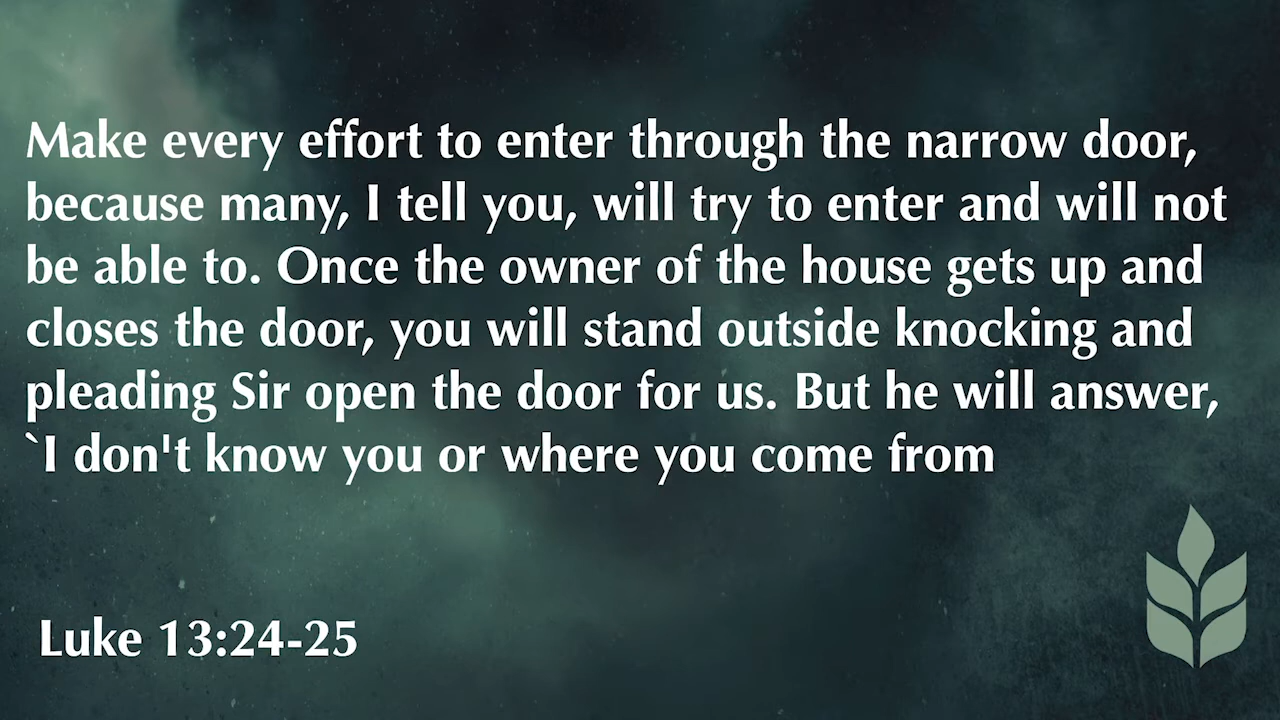 Make every effort to enter through the narrow door,
because many, I tell you, will try to enter and will not
be able to. Once the owner of the house gets up and
closes the door, you will stand outside knocking and
pleading Sir open the door for us. But he will answer,
`I don't know you or where you come from
Luke 13:24-25